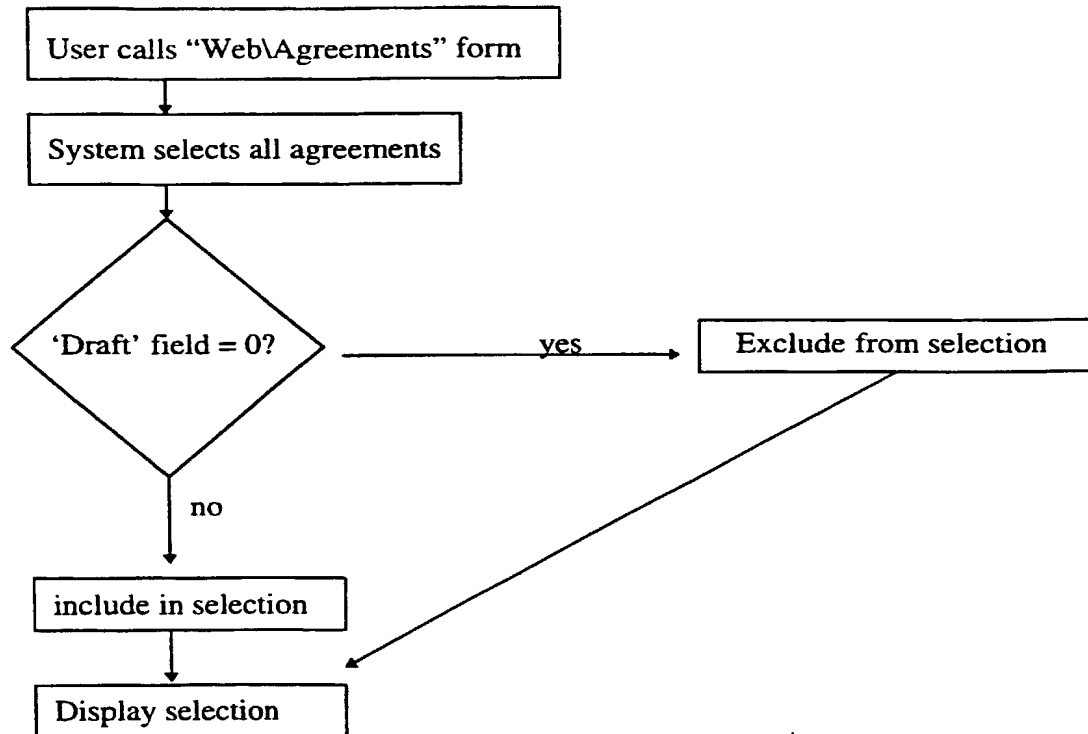 User calls “Web\Agreements” form
System selects all agreements
‘Draft’ field = 0?
yes
Exclude from selection
no
include in selection
Display selection